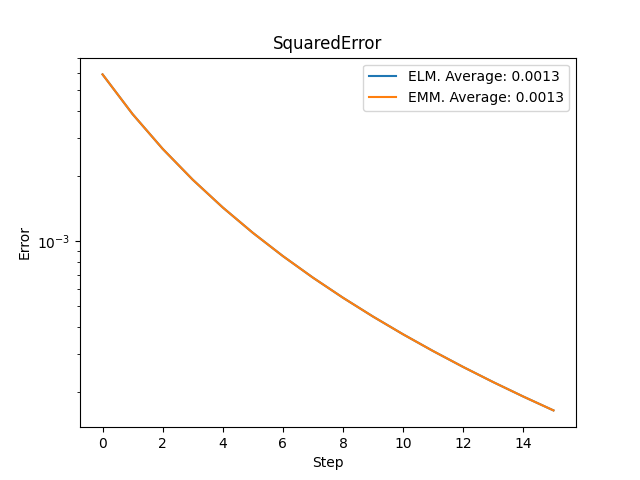 SquaredError
ELM. Average: 0.0013
EMM. Average: 0.0013
Error
10⁻³
0 2 4 6 8 10 12 14
Step